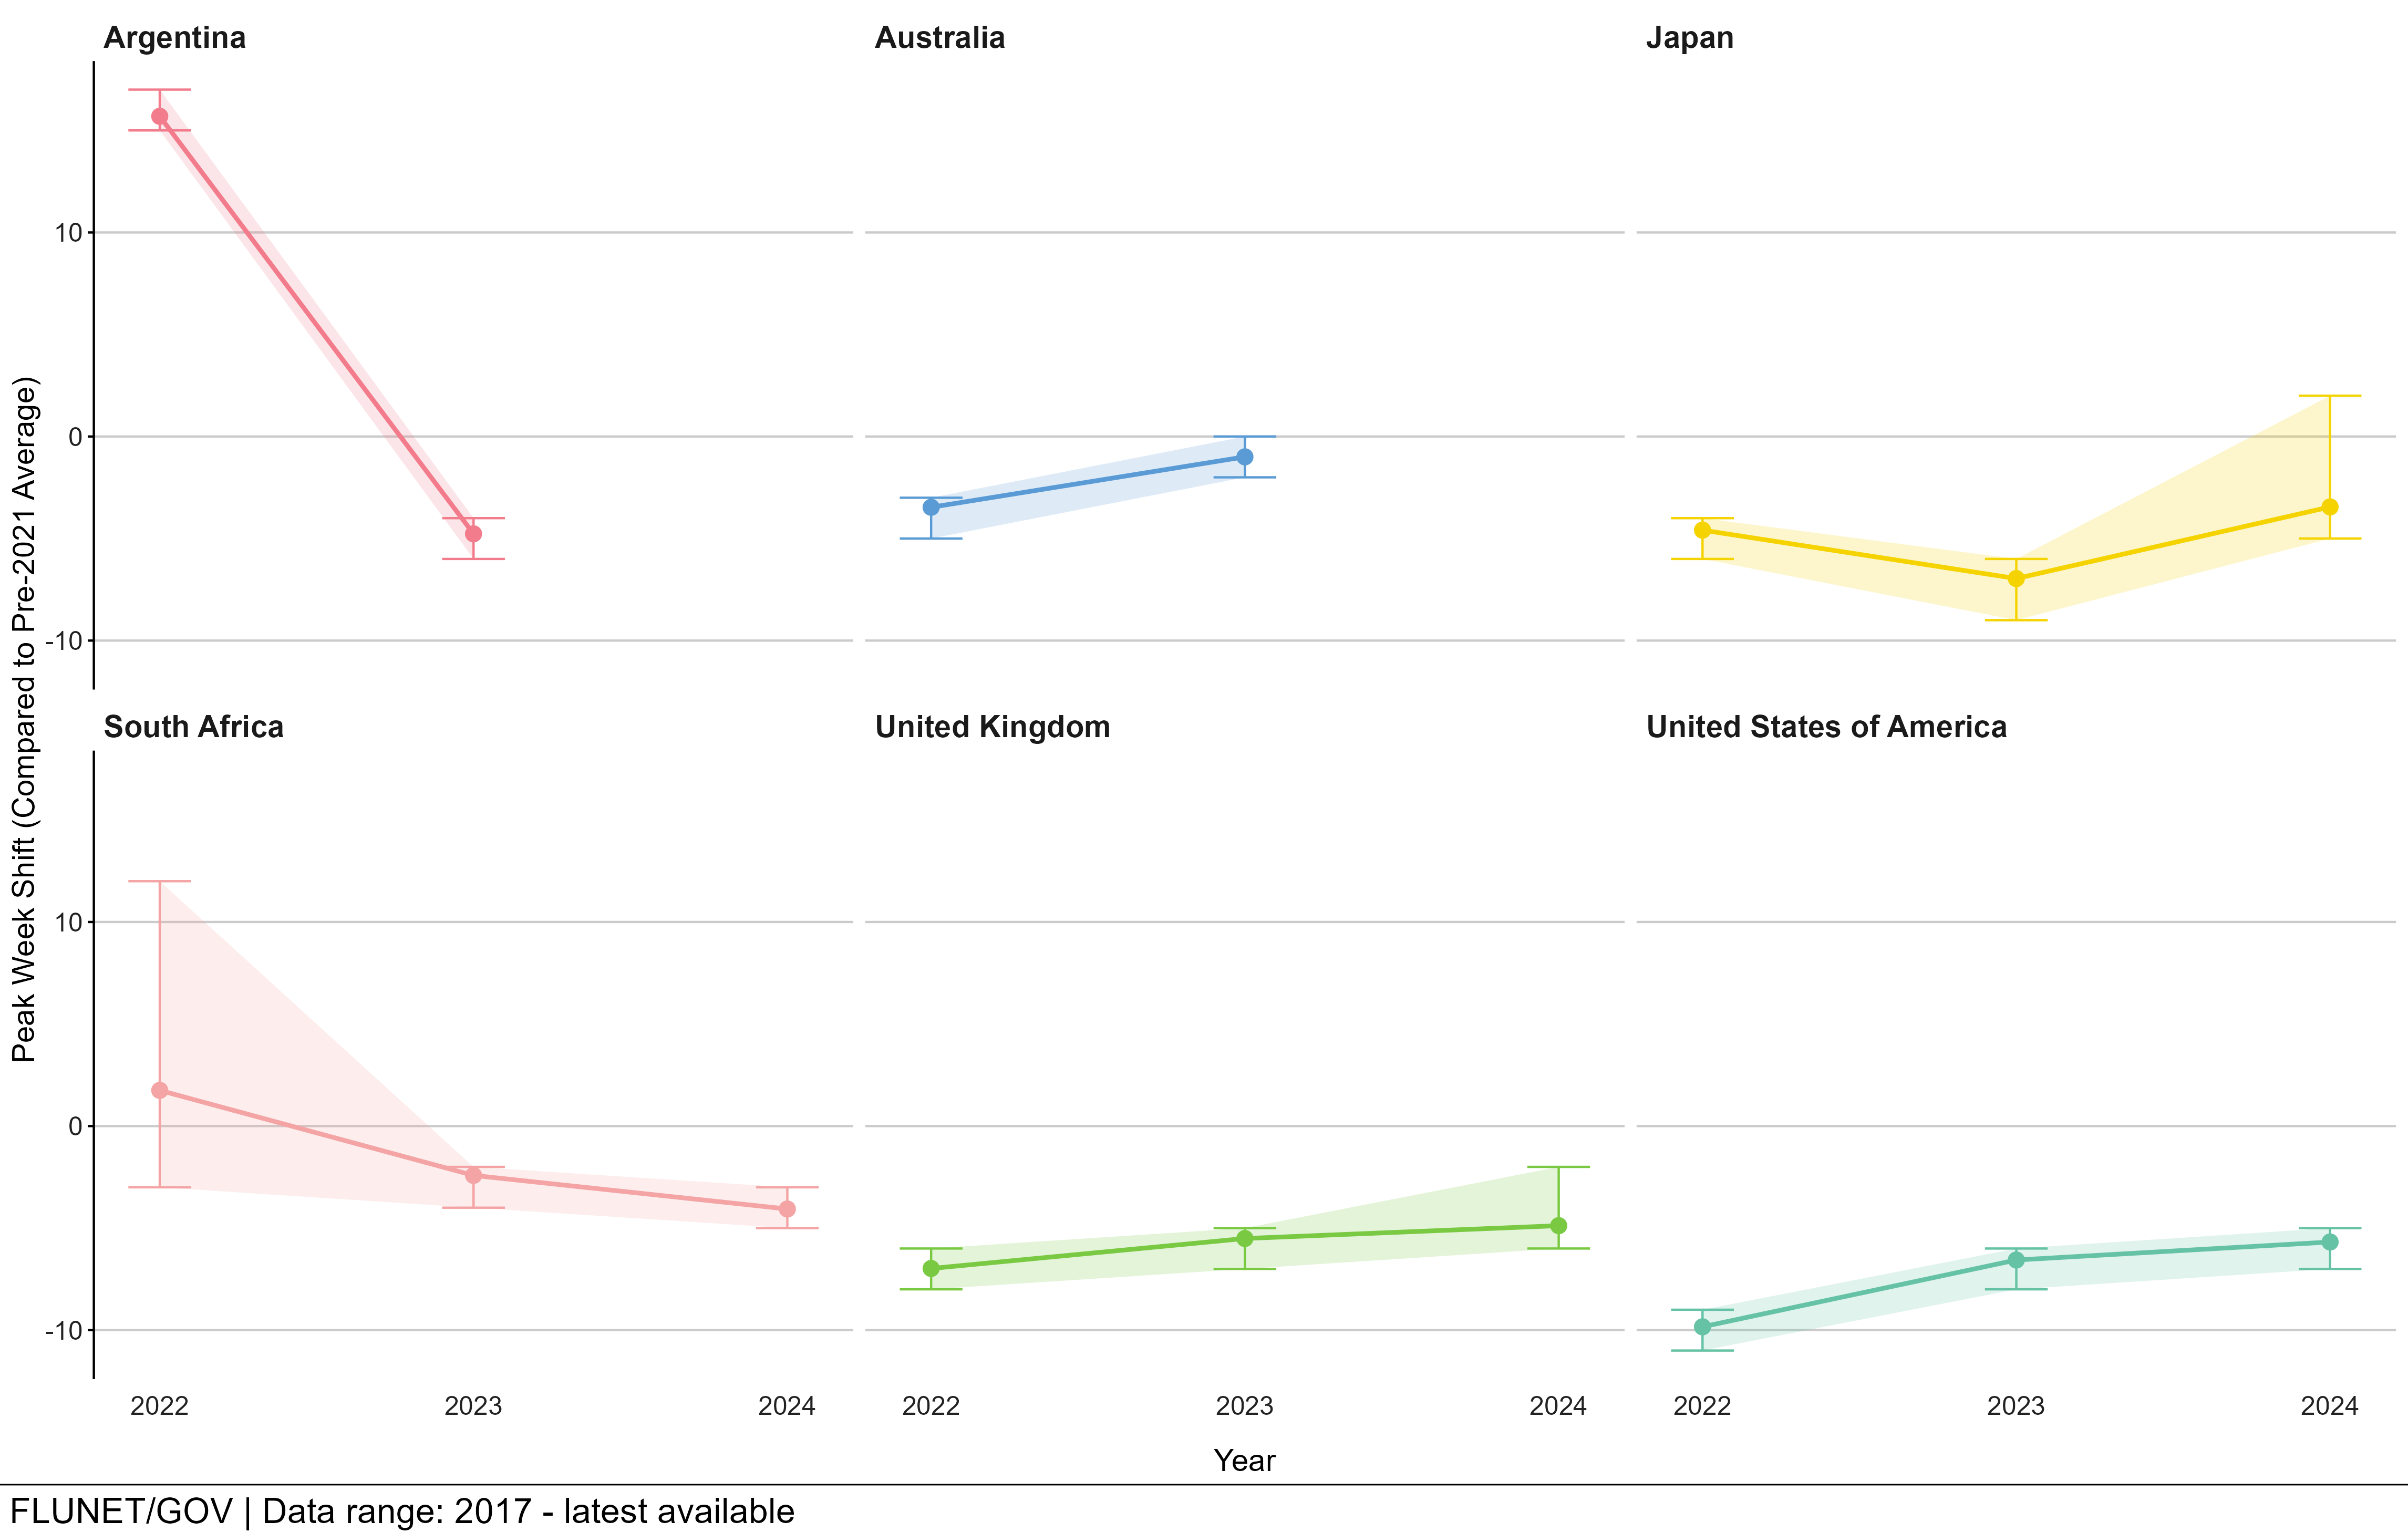 Argentina
Australia
Japan
10
0
-10
South Africa
United Kingdom
United States of America
10
0
-10
Peak Week Shift (Compared to Pre-2021 Average)
2022 2023 2024 2022 2023 2024 2022 2023 2024
Year
FLUNET/GOV | Data range: 2017 - latest available